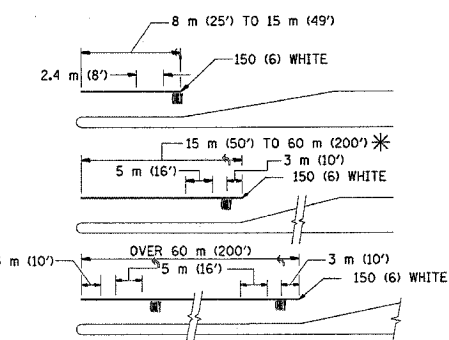 8 m (25') TO 15 m (49')
2.4 m (8')
150 (6) WHITE
15 m (50') TO 60 m (200')
5 m (16')
3 m (10')
150 (6) WHITE
OVER 60 m (200')
m (10')
5 m (16')
3 m (10')
150 (6) WHITE